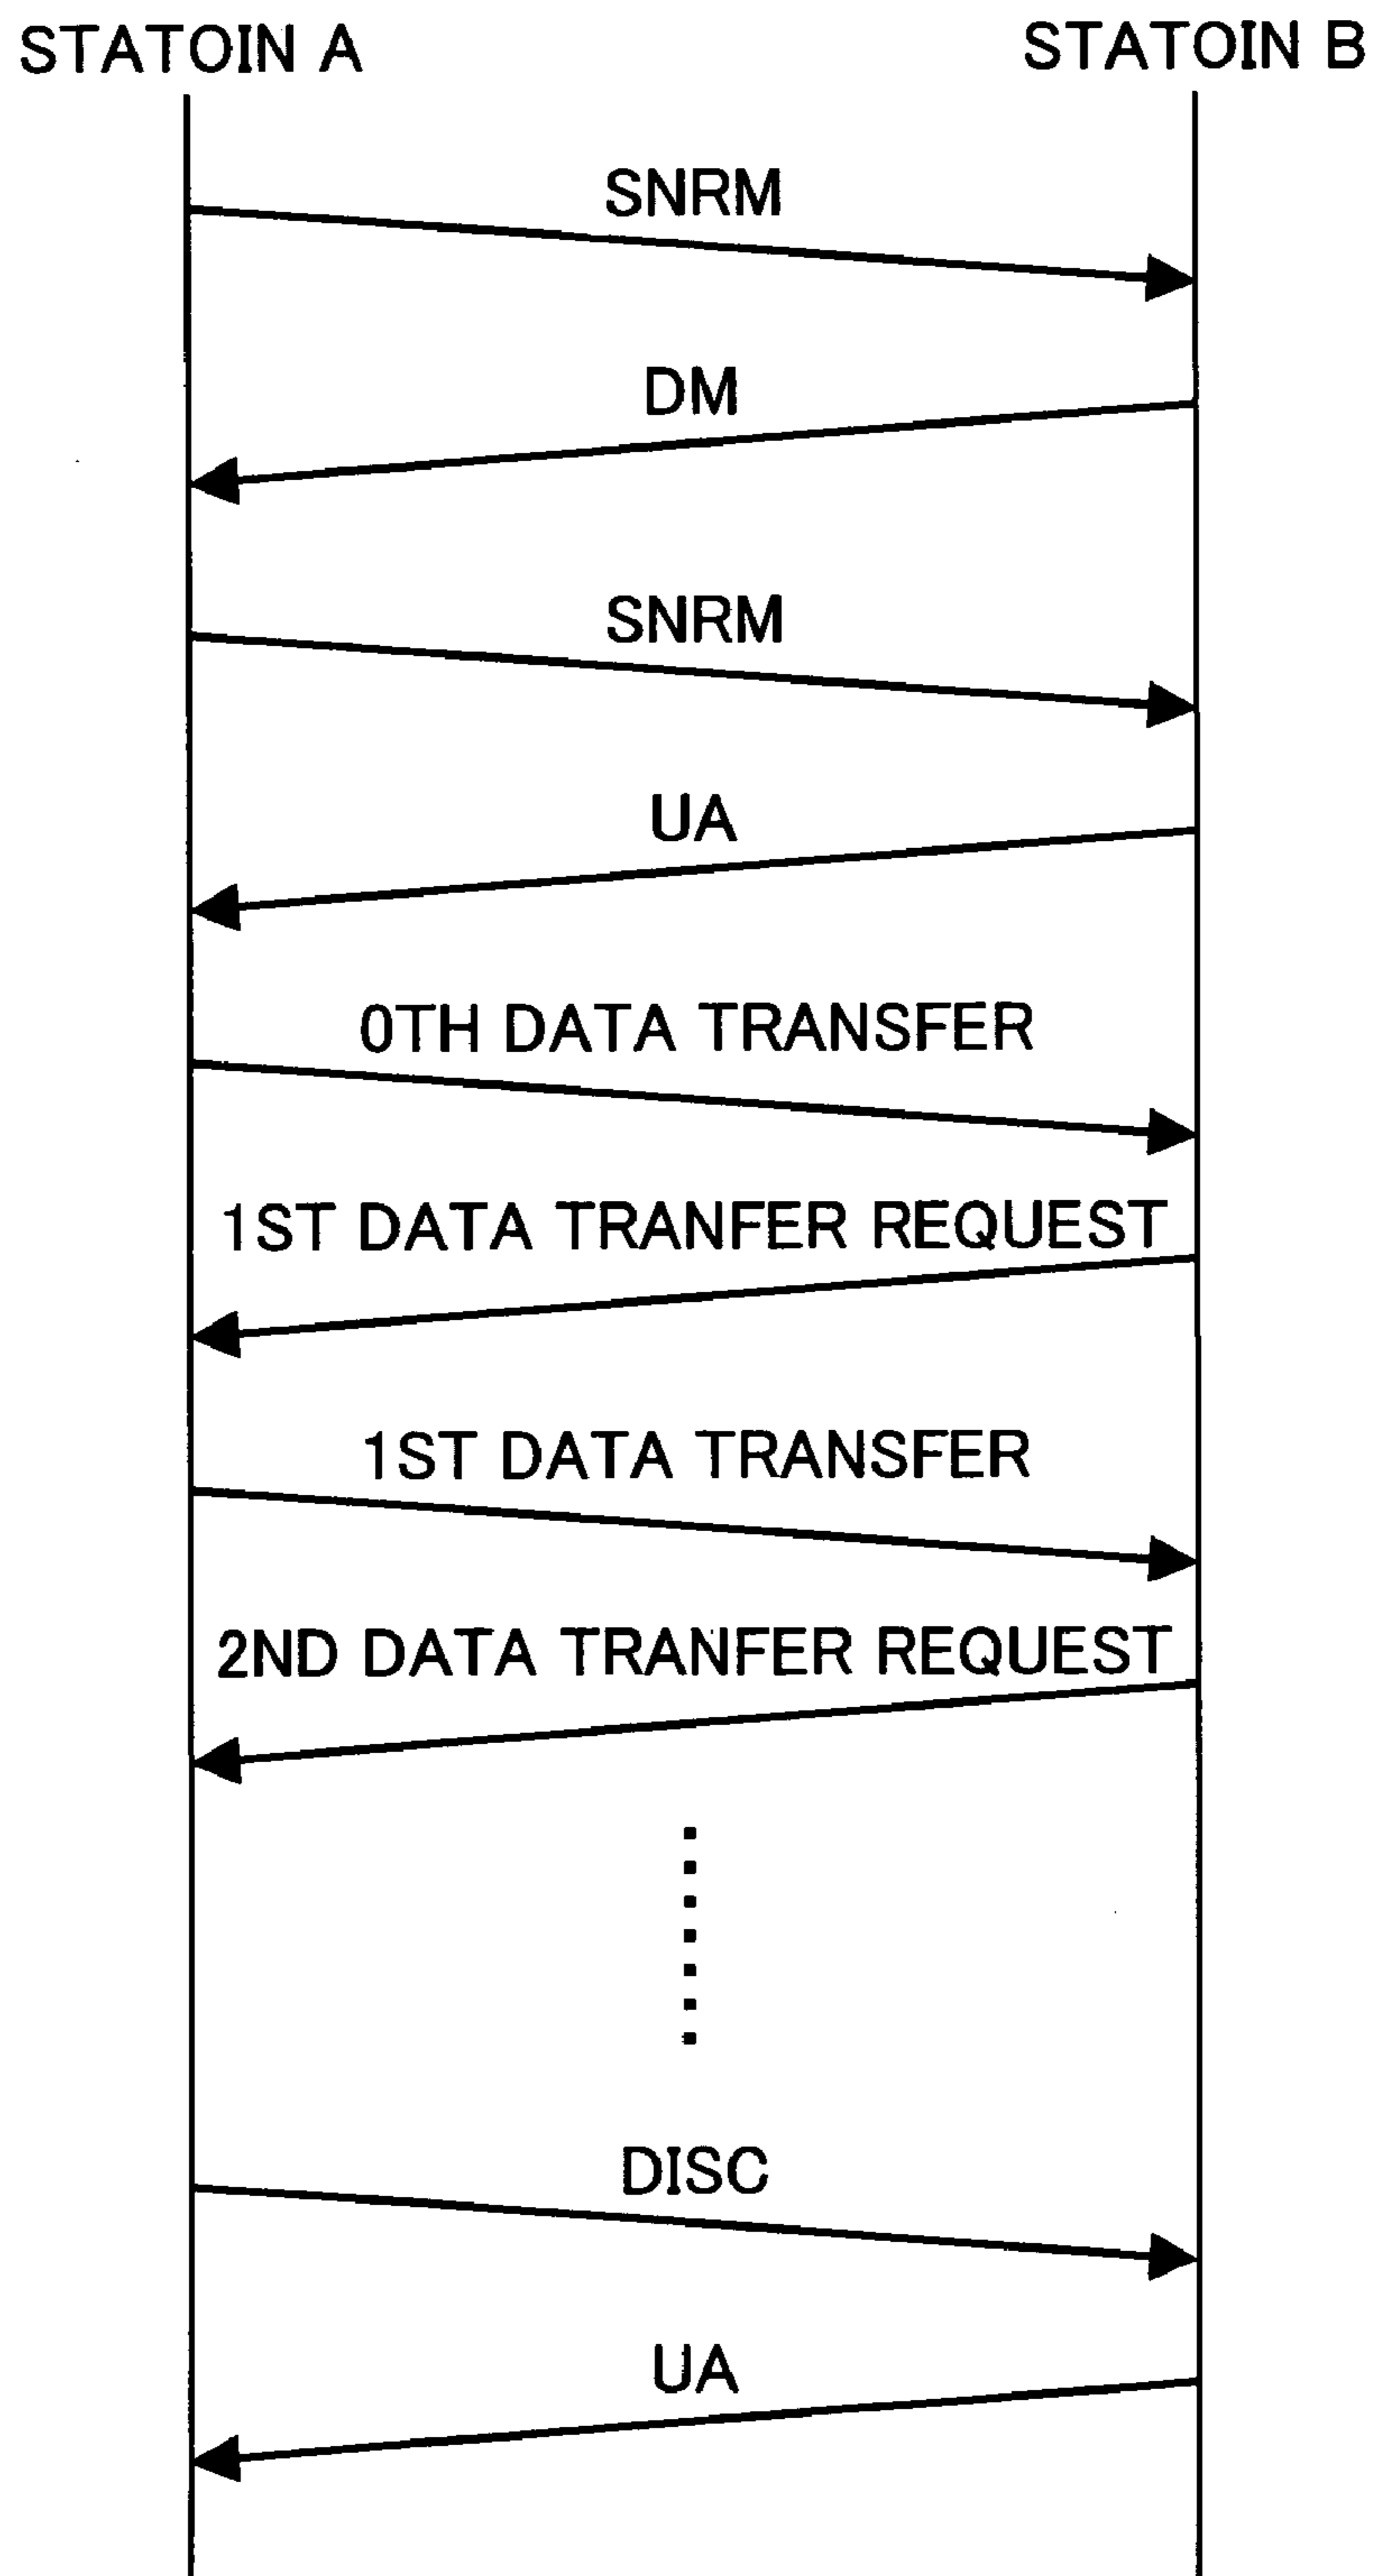 STATOIN A
STATOIN B
SNRM
DM
SNRM
UA
0TH DATA TRANSFER
1ST DATA TRANFER REQUEST
1ST DATA TRANSFER
2ND DATA TRANFER REQUEST
DISC
UA